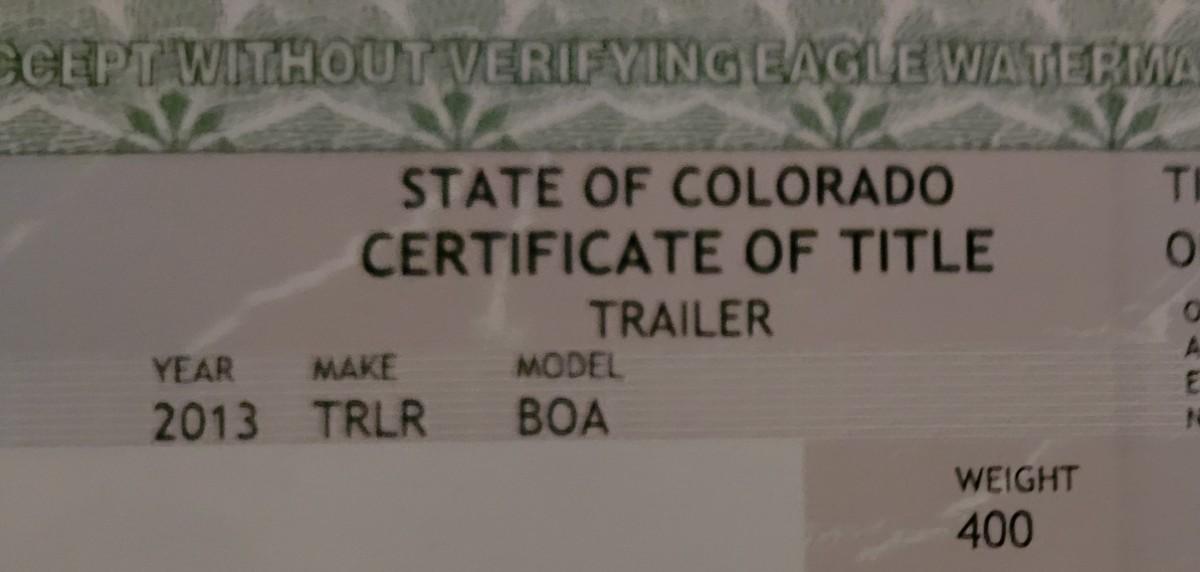 CCEPT WITHOUT VERIFYING EAGLE WATERMA
STATE OF COLORADO
CERTIFICATE OF TITLE
TRAILER
YEAR MAKE MODEL
2013 TRLR BOA
WEIGHT
400